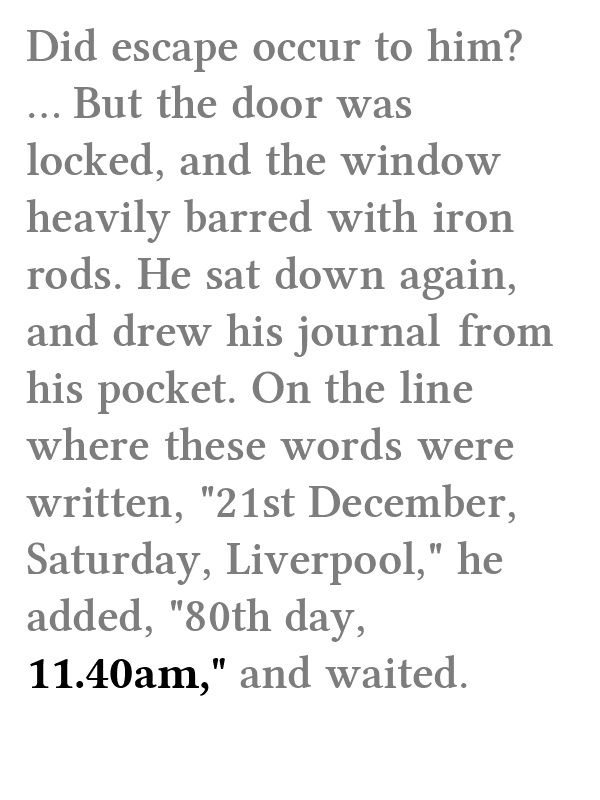 Did escape occur to him?
... But the door was
locked, and the window
heavily barred with iron
rods. He sat down again,
and drew his journal from
his pocket. On the line
where these words were
written, "21st December,
Saturday, Liverpool," he
added, "80th day,
11.40am," and waited.